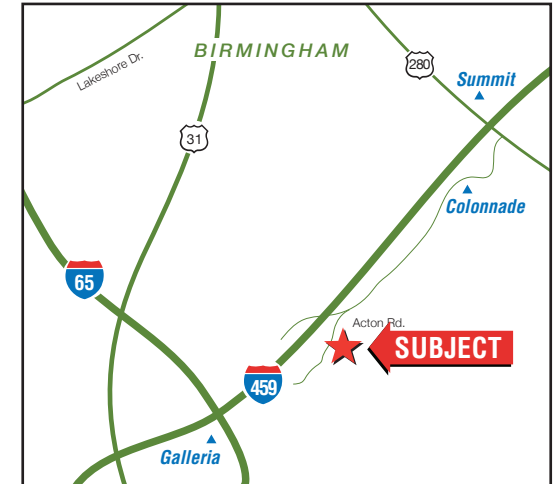 BIRMINGHAM
Lakeshore Dr.
280
Summit
31
Colonnade
65
Acton Rd.
SUBJECT
459
Galleria